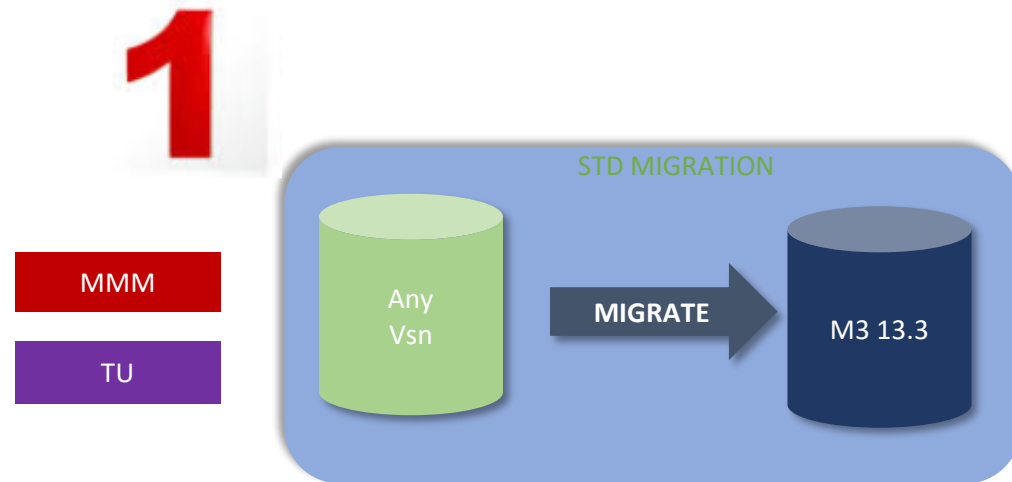 1
STD MIGRATION
MMM
Any
Vsn
MIGRATE
M3 13.3
TU